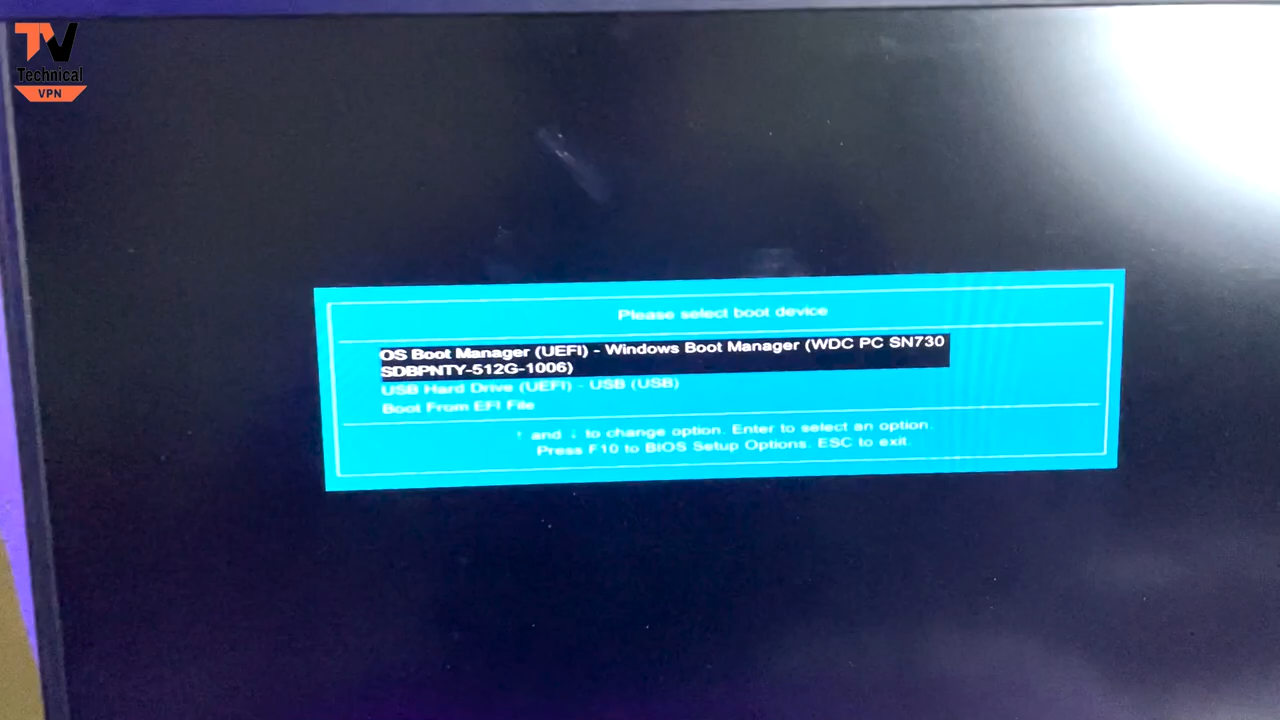 TV
Technical
VPN
Please select boot device
OS Boot Manager (UEFI) - Windows Boot Manager (WDC PC SN730
SDBPNTY-512G-1006)
USB Hard Drive (UEFI) - USB (USB)
Boot From EFI File
↑ and ↓ to change option. Enter to select an option.
Press F10 to BIOS Setup Options. ESC to exit.